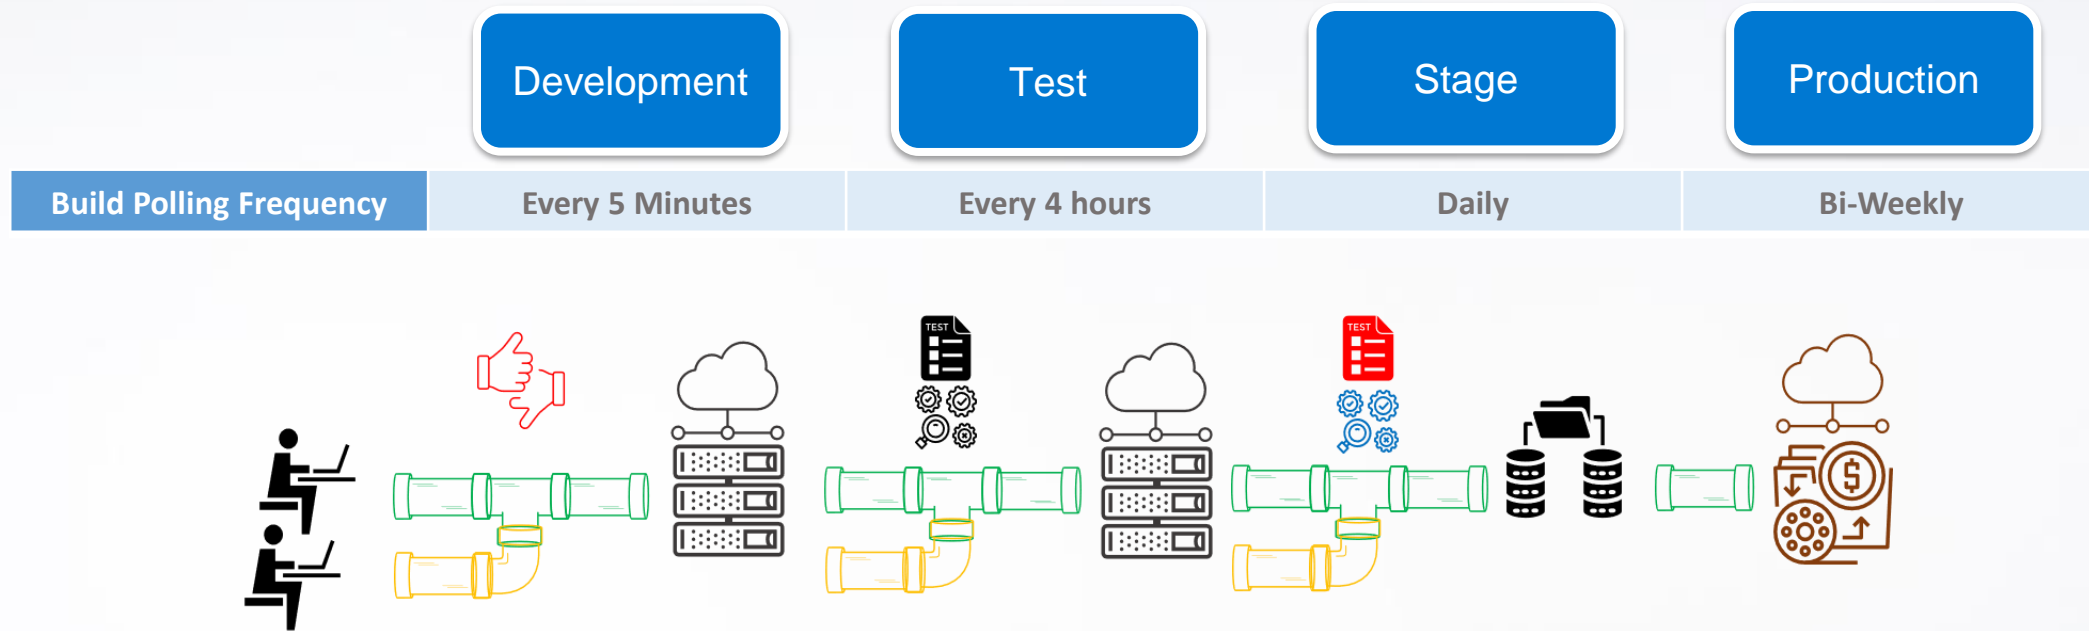 Development
Test
Stage
Production
Build Polling Frequency
Every 5 Minutes
Every 4 hours
Daily
Bi-Weekly
TEST
TEST
$